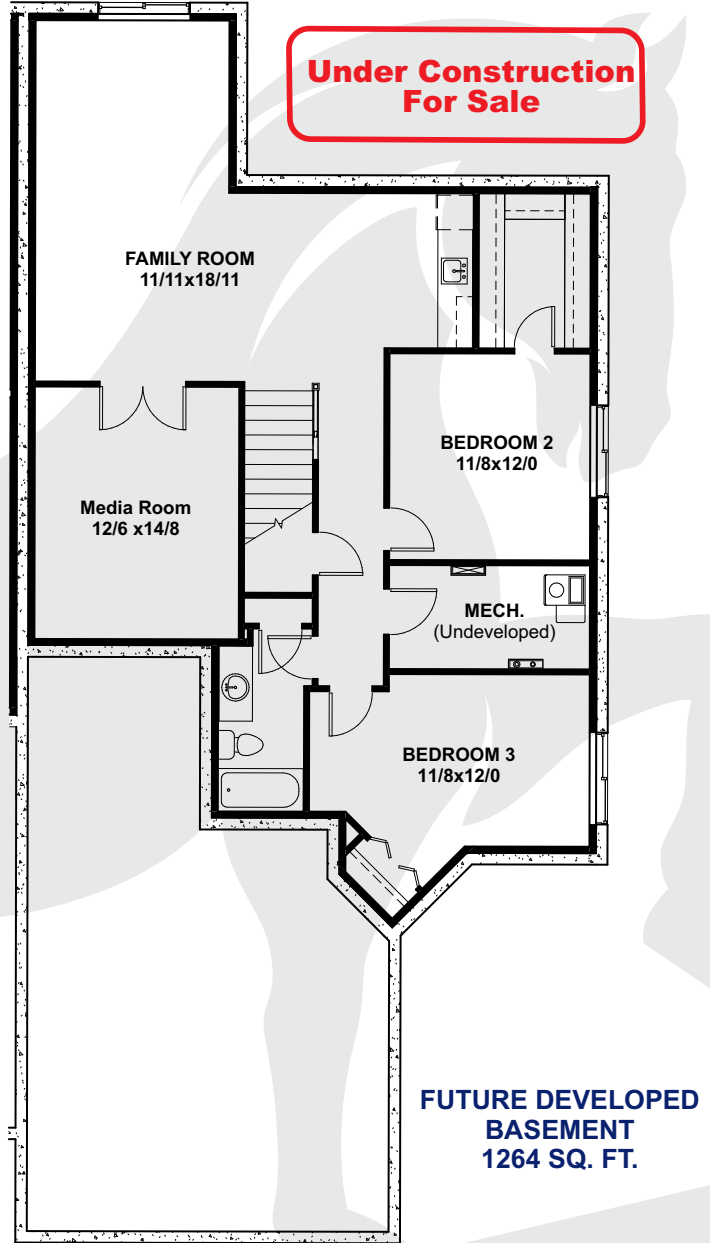 Under Construction
For Sale
FAMILY ROOM
11/11x18/11
BEDROOM 2
11/8x12/0
Media Room
12/6 x14/8
MECH.
(Undeveloped)
BEDROOM 3
11/8x12/0
FUTURE DEVELOPED
BASEMENT
1264 SQ. FT.